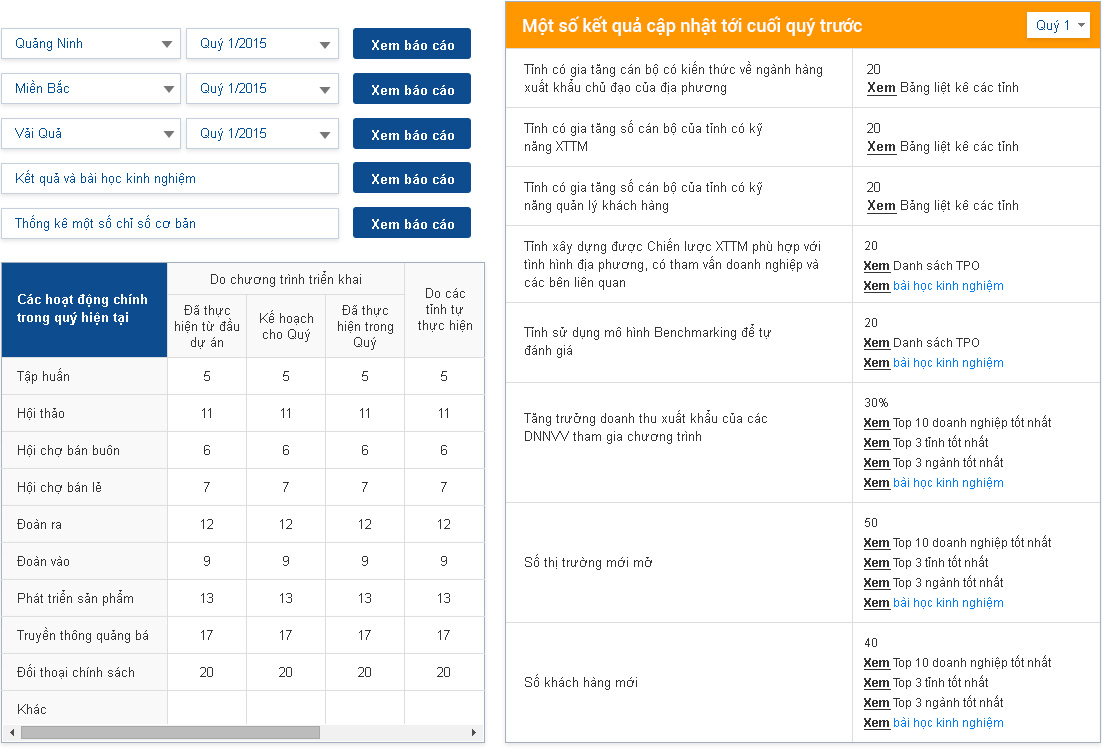 Quảng Ninh
Quý 1/2015
Xem báo cáo
Miền Bắc
Quý 1/2015
Xem báo cáo
Vải Quả
Quý 1/2015
Xem báo cáo
Kết quả và bài học kinh nghiệm
Xem báo cáo
Thống kê một số chỉ số cơ bản
Xem báo cáo
Các hoạt động chính
trong quý hiện tại
Do chương trình triển khai
Đã thực
hiện từ đầu
dự án
Kế hoạch
cho Quý
Đã thực
hiện trong
Quý
Do các
tỉnh tự
thực hiện
Tập huấn 5 5 5 5
Hội thảo 11 11 11 11
Hội chợ bán buôn 6 6 6 6
Hội chợ bán lẻ 7 7 7 7
Đoàn ra 12 12 12 12
Đoàn vào 9 9 9 9
Phát triển sản phẩm 13 13 13 13
Truyền thông quảng bá 17 17 17 17
Đối thoại chính sách 20 20 20 20
Khác
Một số kết quả cập nhật tới cuối quý trước
Quý 1
Tỉnh có gia tăng cán bộ có kiến thức về ngành hàng
xuất khẩu chủ đạo của địa phương
20
Xem Bảng liệt kê các tỉnh
Tỉnh có gia tăng số cán bộ của tỉnh có kỹ
năng XTTM
20
Xem Bảng liệt kê các tỉnh
Tỉnh có gia tăng số cán bộ của tỉnh có kỹ
năng quản lý khách hàng
20
Xem Bảng liệt kê các tỉnh
Tỉnh xây dựng được Chiến lược XTTM phù hợp với
tình hình địa phương, có tham vấn doanh nghiệp và
các bên liên quan
20
Xem Danh sách TPO
Xem bài học kinh nghiệm
Tỉnh sử dụng mô hình Benchmarking để tự
đánh giá
20
Xem Danh sách TPO
Xem bài học kinh nghiệm
Tăng trưởng doanh thu xuất khẩu của các
DNNVV tham gia chương trình
30%
Xem Top 10 doanh nghiệp tốt nhất
Xem Top 3 tỉnh tốt nhất
Xem Top 3 ngành tốt nhất
Xem bài học kinh nghiệm
Số thị trường mới mở
50
Xem Top 10 doanh nghiệp tốt nhất
Xem Top 3 tỉnh tốt nhất
Xem Top 3 ngành tốt nhất
Xem bài học kinh nghiệm
Số khách hàng mới
40
Xem Top 10 doanh nghiệp tốt nhất
Xem Top 3 tỉnh tốt nhất
Xem Top 3 ngành tốt nhất
Xem bài học kinh nghiệm